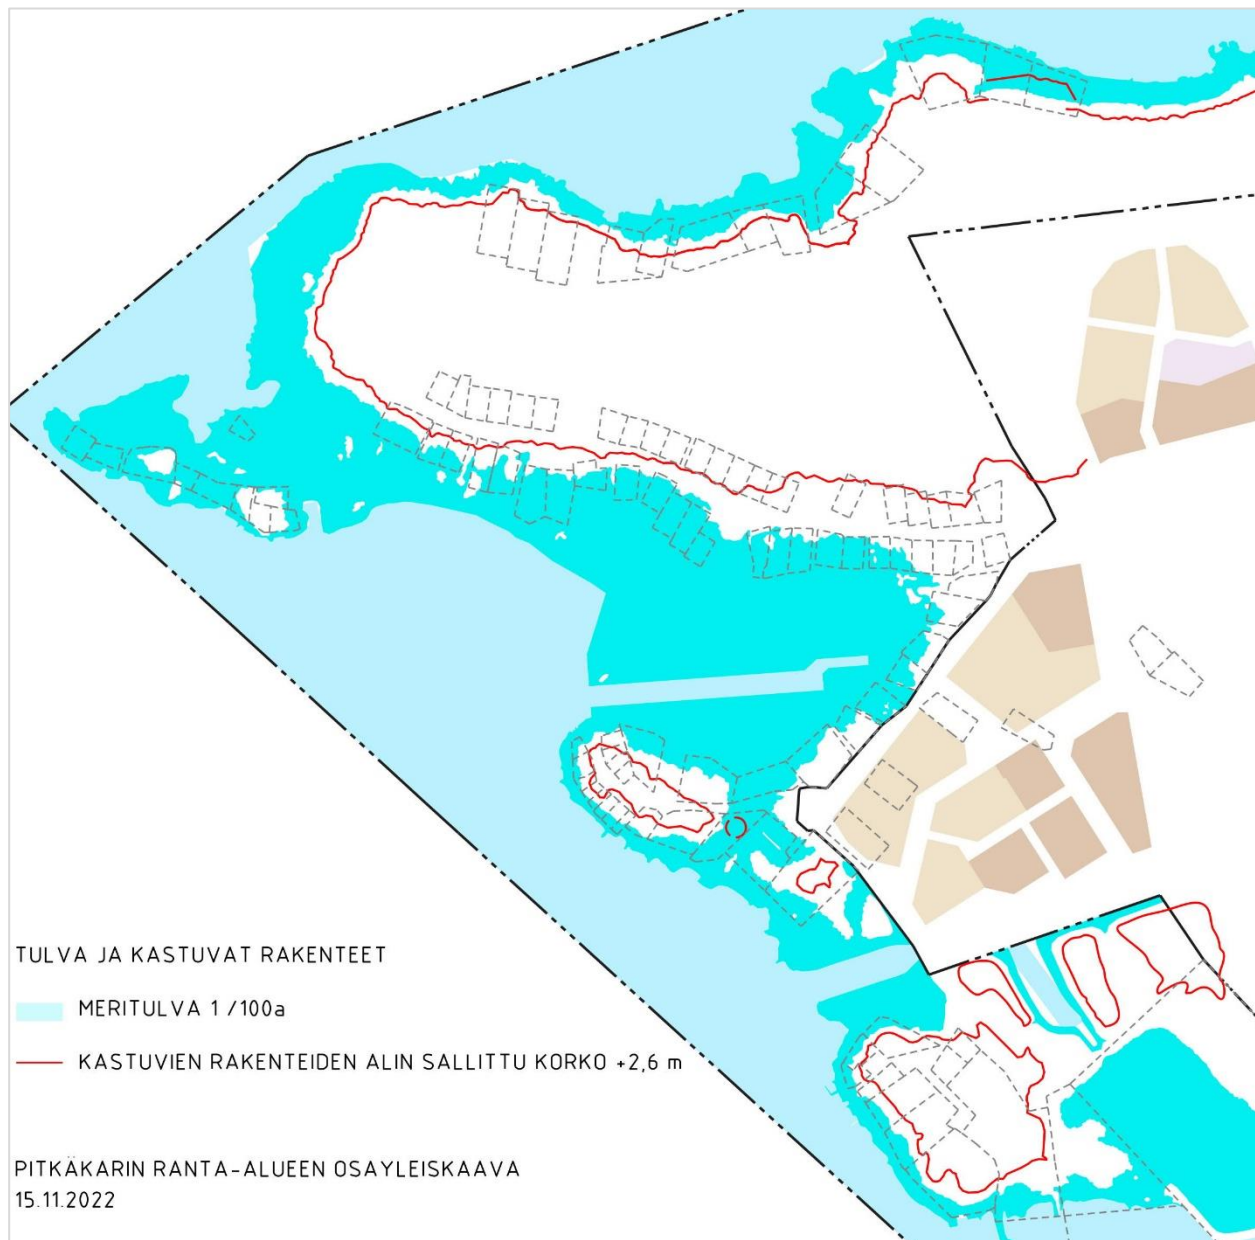 TULVA JA KASTUVAT RAKENTEET
MERITULVA 1 /100a
KASTUVIEN RAKENTEIDEN ALIN SALLITTU KORKO +2,6 m
PITKÄKARIN RANTA-ALUEEN OSAYLEISKAAVA
15.11.2022